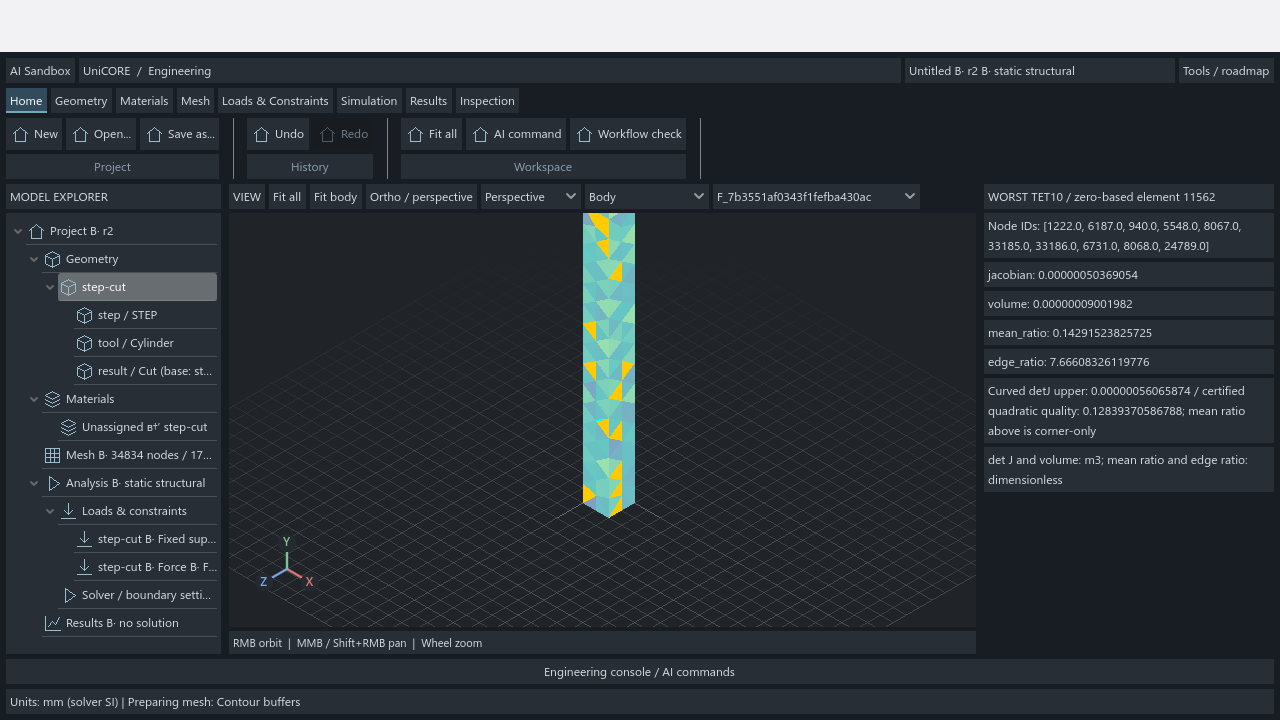 AI Sandbox
UniCORE / Engineering
Untitled В· r2 В· static structural
Tools / roadmap
Home
Geometry
Materials
Mesh
Loads & Constraints
Simulation
Results
Inspection
New
Open...
Save as...
Undo
Redo
Fit all
AI command
Workflow check
Project
History
Workspace
MODEL EXPLORER
VIEW
Fit all
Fit body
Ortho / perspective
Perspective
Body
F_7b3551af0343f1fefba430ac
WORST TET10 / zero-based element 11562
Project В· r2
Geometry
step-cut
step / STEP
tool / Cylinder
result / Cut (base: st...
Materials
Unassigned в†’ step-cut
Mesh В· 34834 nodes / 17...
Analysis В· static structural
Loads & constraints
step-cut В· Fixed sup...
step-cut В· Force В· F...
Solver / boundary setti...
Results В· no solution
Y
Z
X
Node IDs: [1222.0, 6187.0, 940.0, 5548.0, 8067.0,
33185.0, 33186.0, 6731.0, 8068.0, 24789.0]
jacobian: 0.00000050369054
volume: 0.00000009001982
mean_ratio: 0.14291523825725
edge_ratio: 7.66608326119776
Curved detJ upper: 0.00000056065874 / certified
quadratic quality: 0.12839370586788; mean ratio
above is corner-only
det J and volume: m3; mean ratio and edge ratio:
dimensionless
RMB orbit | MMB / Shift+RMB pan | Wheel zoom
Engineering console / AI commands
Units: mm (solver SI) | Preparing mesh: Contour buffers